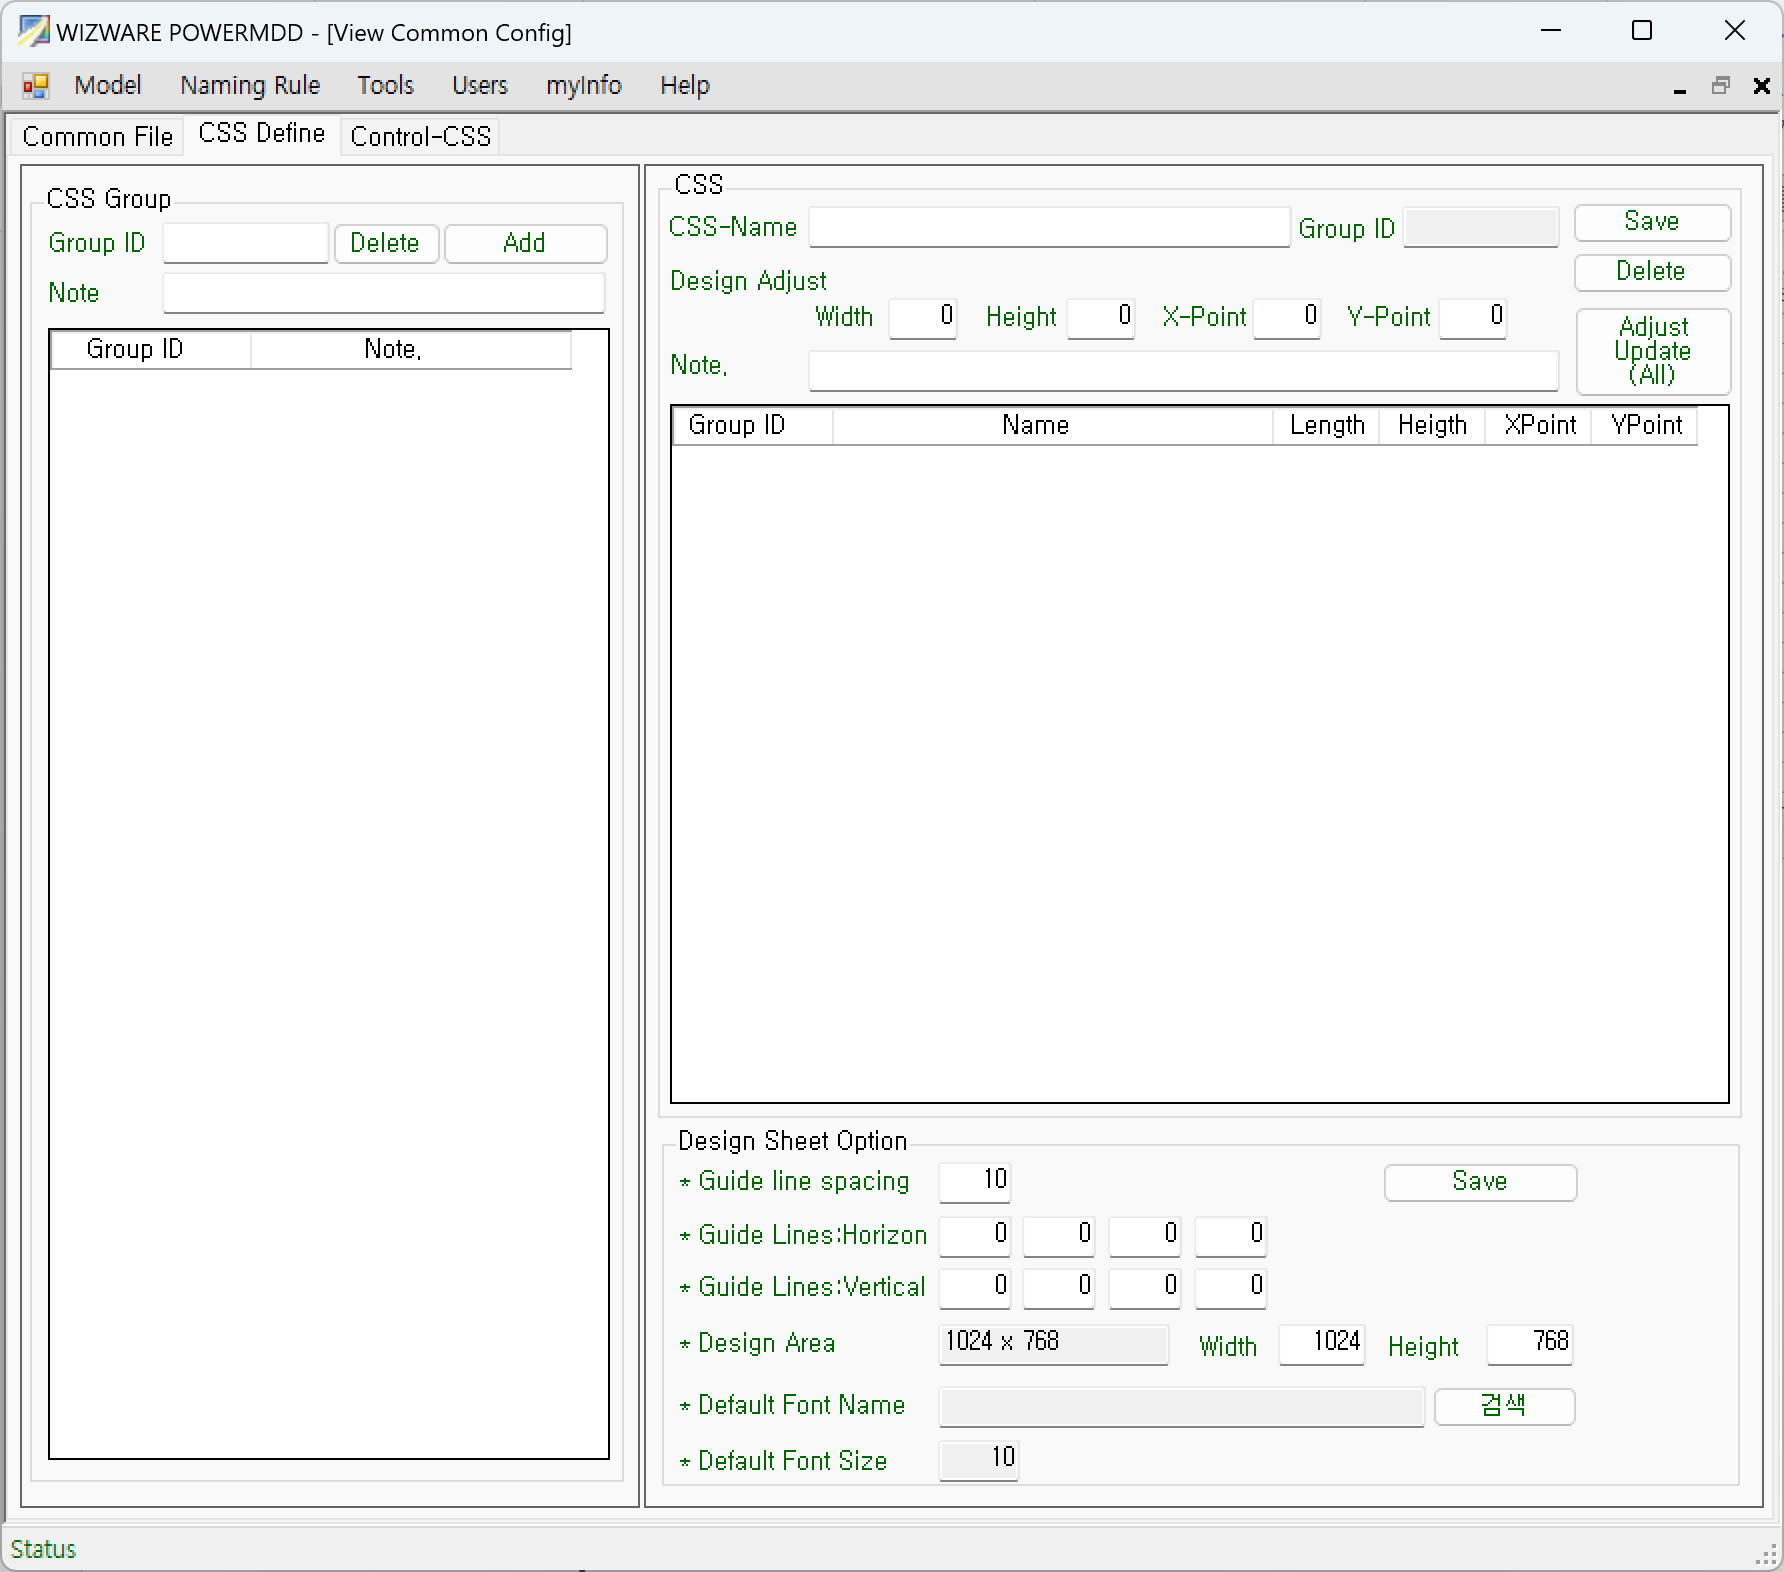 WIZWARE POWERMDD - [View Common Config]
Model Naming Rule Tools Users myInfo Help
Common File CSS Define Control-CSS
CSS Group
Group ID Delete Add
Note
Group ID Note.
CSS
CSS-Name Group ID Save
Design Adjust Delete
Width 0 Height 0 X-Point 0 Y-Point 0
Adjust
Update
(All)
Note.
Group ID Name Length Heigth XPoint YPoint
Design Sheet Option
* Guide line spacing 10 Save
* Guide Lines:Horizon 0 0 0 0
* Guide Lines:Vertical 0 0 0 0
* Design Area 1024 x 768 Width 1024 Height 768
* Default Font Name 검색
* Default Font Size 10
Status